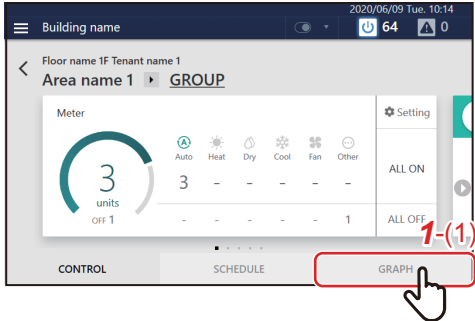 2020/06/09 Tue. 10:14
Building name 64 0
Floor name 1F Tenant name 1
Area name 1 GROUP
Meter Setting
A
Auto Heat Dry Cool Fan Other
3 units
3 - - - - -
ALL ON
OFF 1
- - - - - 1
ALL OFF
1-(1)
CONTROL SCHEDULE GRAPH